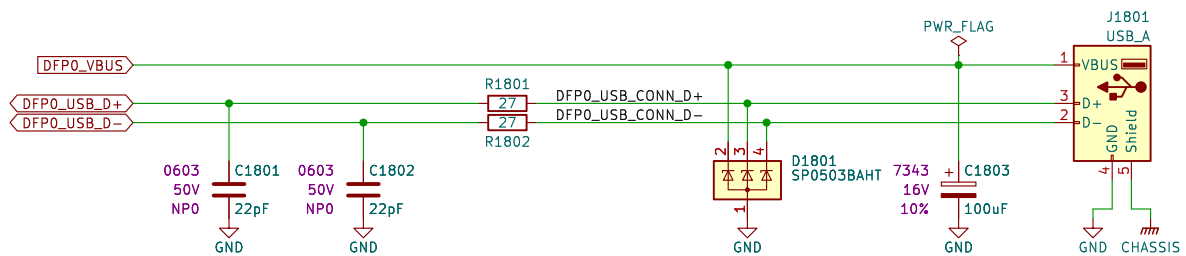 J1801
USB_A
PWR_FLAG
DFP0_VBUS
1
VBUS
R1801
DFP0_USB_D+
27
DFP0_USB_CONN_D+
3
D+
DFP0_USB_D-
27
DFP0_USB_CONN_D-
2
D-
R1802
GND
Shield
4
5
0603
50V
NP0
C1801
22pF
GND
0603
50V
NP0
C1802
22pF
GND
2
3
4
D1801
SP0503BAHT
1
GND
7343
16V
10%
+
C1803
100uF
GND
GND
CHASSIS